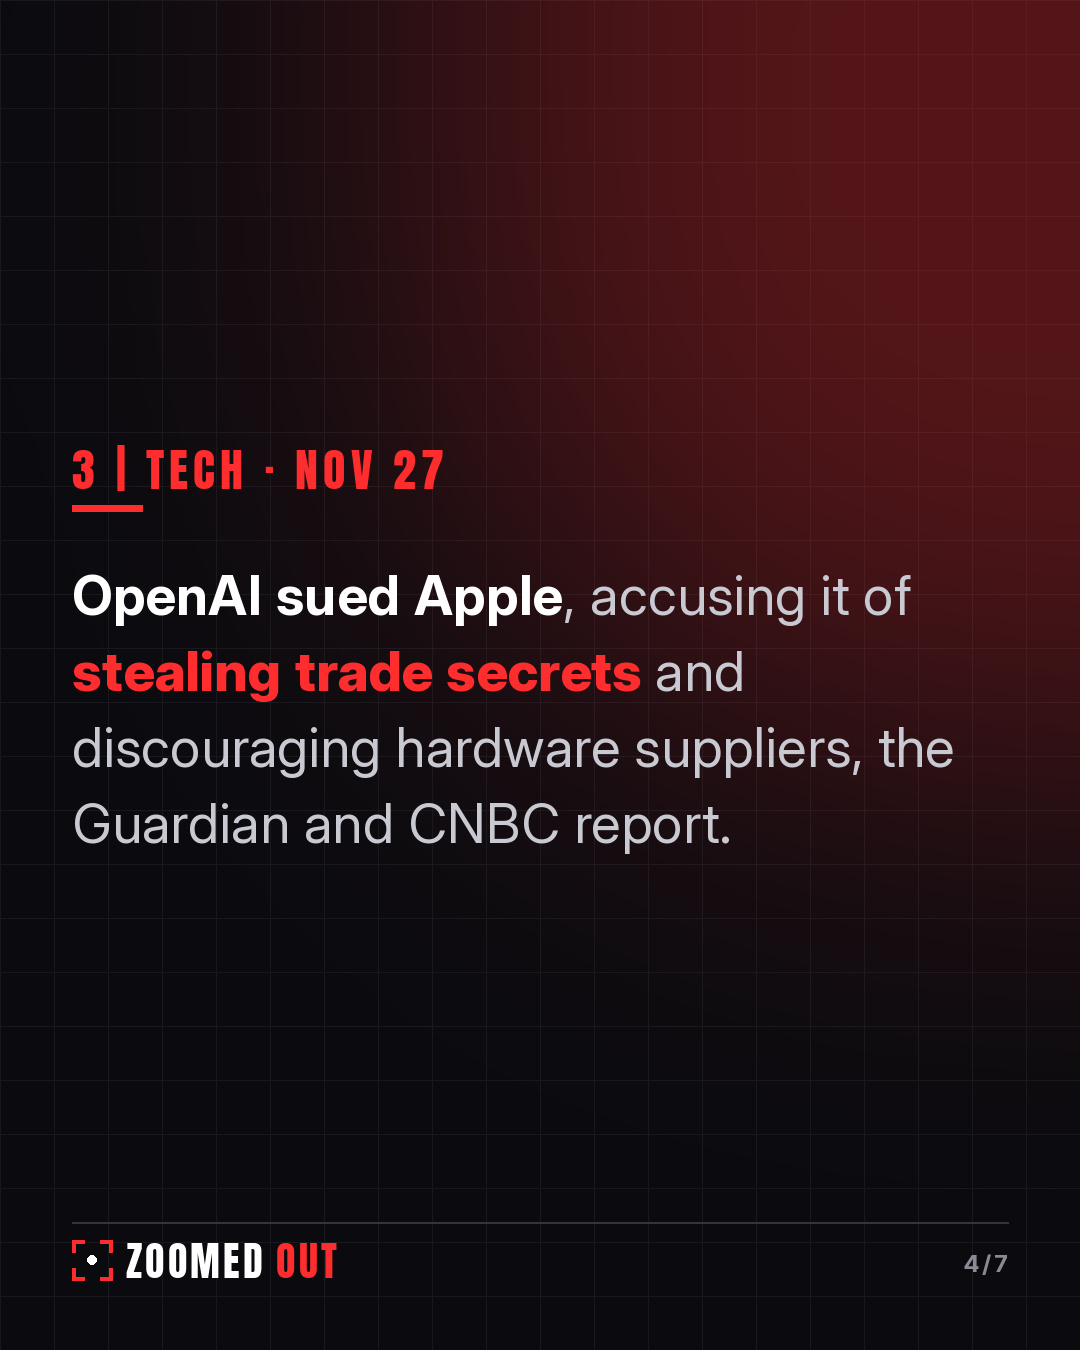 3 | TECH · NOV 27
OpenAI sued Apple, accusing it of
stealing trade secrets and
discouraging hardware suppliers, the
Guardian and CNBC report.
ZOOMED OUT
4/7